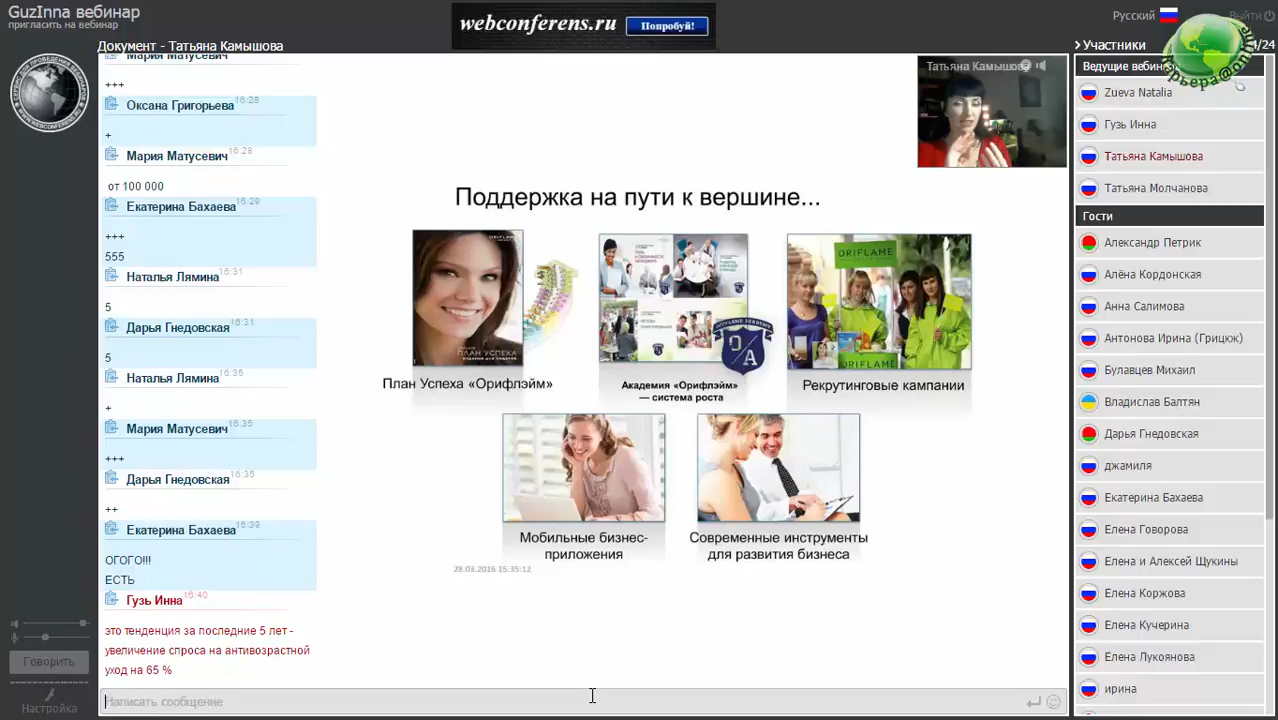 GuzInna вебинар
пригласить на вебинар
webconferens.ru
Попробуй!
Русский
Выйти
Документ - Татьяна Камышова
Мария Матусевич
+++
Оксана Григорьева 16:28
+
Мария Матусевич 16:28
от 100 000
Екатерина Бахаева 16:29
+++
555
Наталья Лямина 16:31
5
Дарья Гнедовская 16:31
5
Наталья Лямина 16:35
+
Мария Матусевич 16:35
+++
Дарья Гнедовская 16:35
++
Екатерина Бахаева 16:39
ОГОГО!!!
ЕСТЬ
Гузь Инна 16:40
это тенденция за последние 5 лет -
увеличение спроса на антивозрастной
уход на 65 %
Говорить
Настройка
Написать сообщение
Татьяна Камышова
Поддержка на пути к вершине...
ORIFLAME
ПЛАН УСПЕХА
План Успеха «Орифлэйм»
Академия «Орифлэйм»
— система роста
ORIFLAME
ORIFLAME
Рекрутинговые кампании
Мобильные бизнес-
приложения
Современные инструменты
для развития бизнеса
28.03.2016 15:35:12
Участники
/24
Ведущие
Zueva Natalia
Гузь Инна
Татьяна Камышова
Татьяна Молчанова
Гости
Александр Петрик
Алёна Кордонская
Анна Салимова
Антонова Ирина (Грицюк)
Булавцев Михаил
Владислав Балтян
Дарья Гнедовская
джамиля
Екатерина Бахаева
Елена Говорова
Елена и Алексей Щукины
Елена Коржова
Елена Кучерина
Елена Лукоянова
ирина